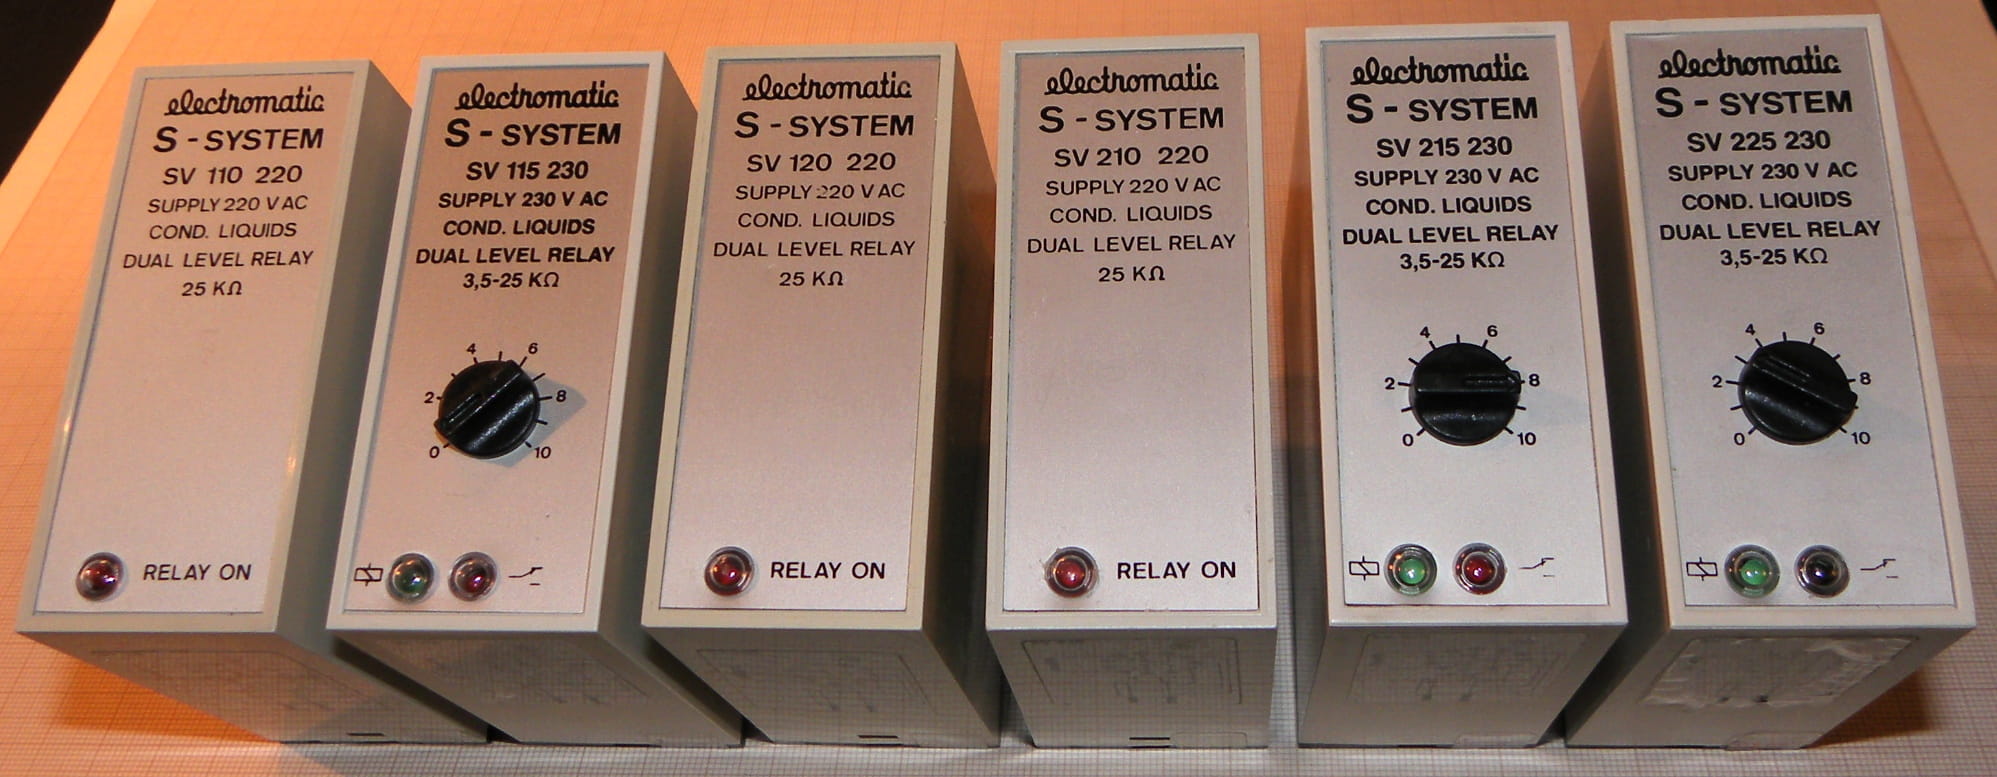 electromatic
S - SYSTEM
SV 110 220
SUPPLY 220 V AC
COND. LIQUIDS
DUAL LEVEL RELAY
25 KΩ
RELAY ON
electromatic
S - SYSTEM
SV 115 230
SUPPLY 230 V AC
COND. LIQUIDS
DUAL LEVEL RELAY
3,5-25 KΩ
4 6
2 8
0 10
electromatic
S - SYSTEM
SV 120 220
SUPPLY 220 V AC
COND. LIQUIDS
DUAL LEVEL RELAY
25 KΩ
RELAY ON
electromatic
S - SYSTEM
SV 210 220
SUPPLY 220 V AC
COND. LIQUIDS
DUAL LEVEL RELAY
25 KΩ
RELAY ON
electromatic
S - SYSTEM
SV 215 230
SUPPLY 230 V AC
COND. LIQUIDS
DUAL LEVEL RELAY
3,5-25 KΩ
4 6
2 8
0 10
electromatic
S - SYSTEM
SV 225 230
SUPPLY 230 V AC
COND. LIQUIDS
DUAL LEVEL RELAY
3,5-25 KΩ
4 6
2 8
0 10